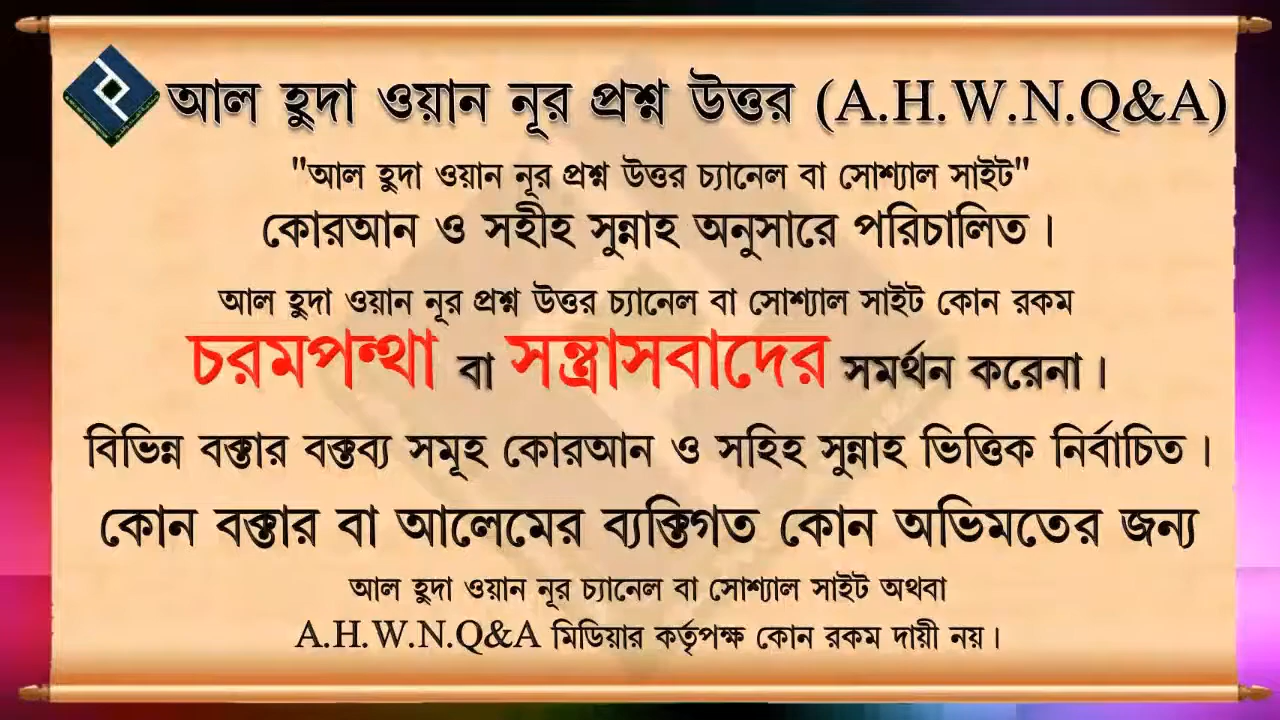 আল হুদা ওয়ান নূর প্রশ্ন উত্তর (A.H.W.N.Q&A)
"আল হুদা ওয়ান নূর প্রশ্ন উত্তর চ্যানেল বা সোশ্যাল সাইট"
কোরআন ও সহীহ সুন্নাহ অনুসারে পরিচালিত।
আল হুদা ওয়ান নূর প্রশ্ন উত্তর চ্যানেল বা সোশ্যাল সাইট কোন রকম
চরমপন্থা বা সন্ত্রাসবাদের সমর্থন করেনা।
বিভিন্ন বক্তার বক্তব্য সমূহ কোরআন ও সহিহ সুন্নাহ ভিত্তিক নির্বাচিত।
কোন বক্তার বা আলেমের ব্যক্তিগত কোন অভিমতের জন্য
আল হুদা ওয়ান নূর চ্যানেল বা সোশ্যাল সাইট অথবা
A.H.W.N.Q&A মিডিয়ার কর্তৃপক্ষ কোন রকম দায়ী নয়।